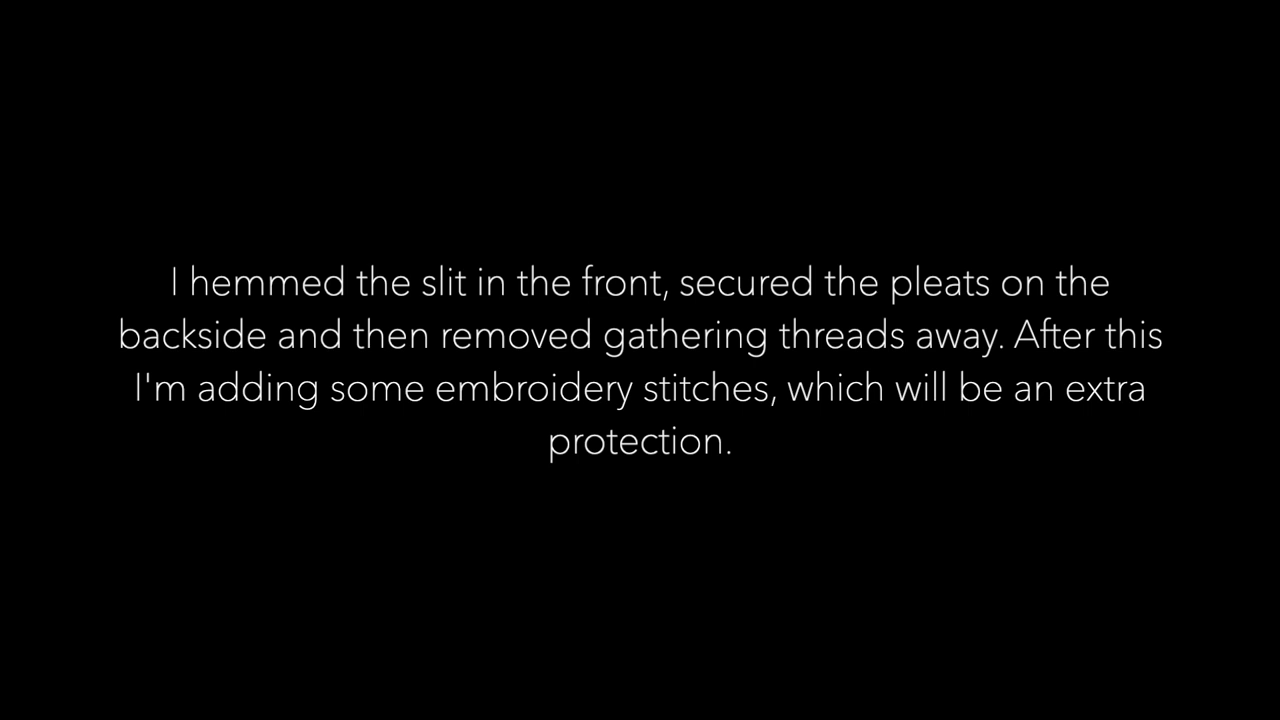 I hemmed the slit in the front, secured the pleats on the
backside and then removed gathering threads away. After this
I'm adding some embroidery stitches, which will be an extra
protection.